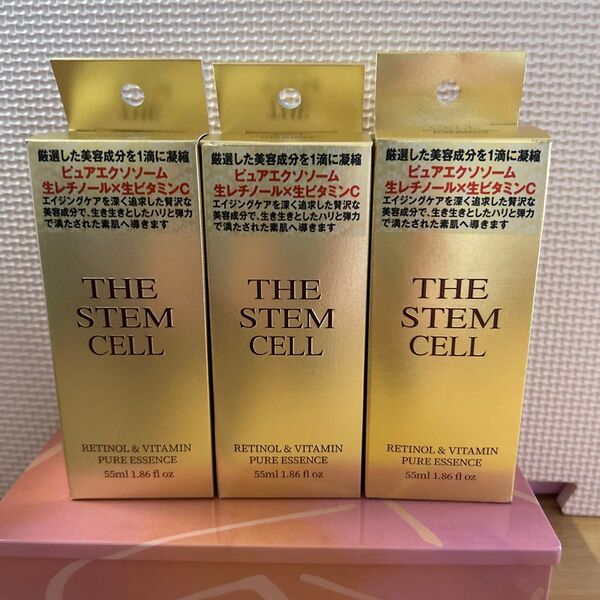 厳選した美容成分を1滴に凝縮
ピュアエクソソーム
生レチノール×生ビタミンC
エイジングケアを深く追求した贅沢な
美容成分で、生き生きとしたハリと弾力
で満たされた素肌へ導きます
THE
STEM
CELL
RETINOL & VITAMIN
PURE ESSENCE
55ml 1.86 fl oz
厳選した美容成分を1滴に凝縮
ピュアエクソソーム
生レチノール×生ビタミンC
エイジングケアを深く追求した贅沢な
美容成分で、生き生きとしたハリと弾力
で満たされた素肌へ導きます
THE
STEM
CELL
RETINOL & VITAMIN
PURE ESSENCE
55ml 1.86 fl oz
厳選した美容成分を1滴に凝縮
ピュアエクソソーム
生レチノール×生ビタミンC
エイジングケアを深く追求した贅沢な
美容成分で、生き生きとしたハリと弾力
で満たされた素肌へ導きます
THE
STEM
CELL
RETINOL & VITAMIN
PURE ESSENCE
55ml 1.86 fl oz